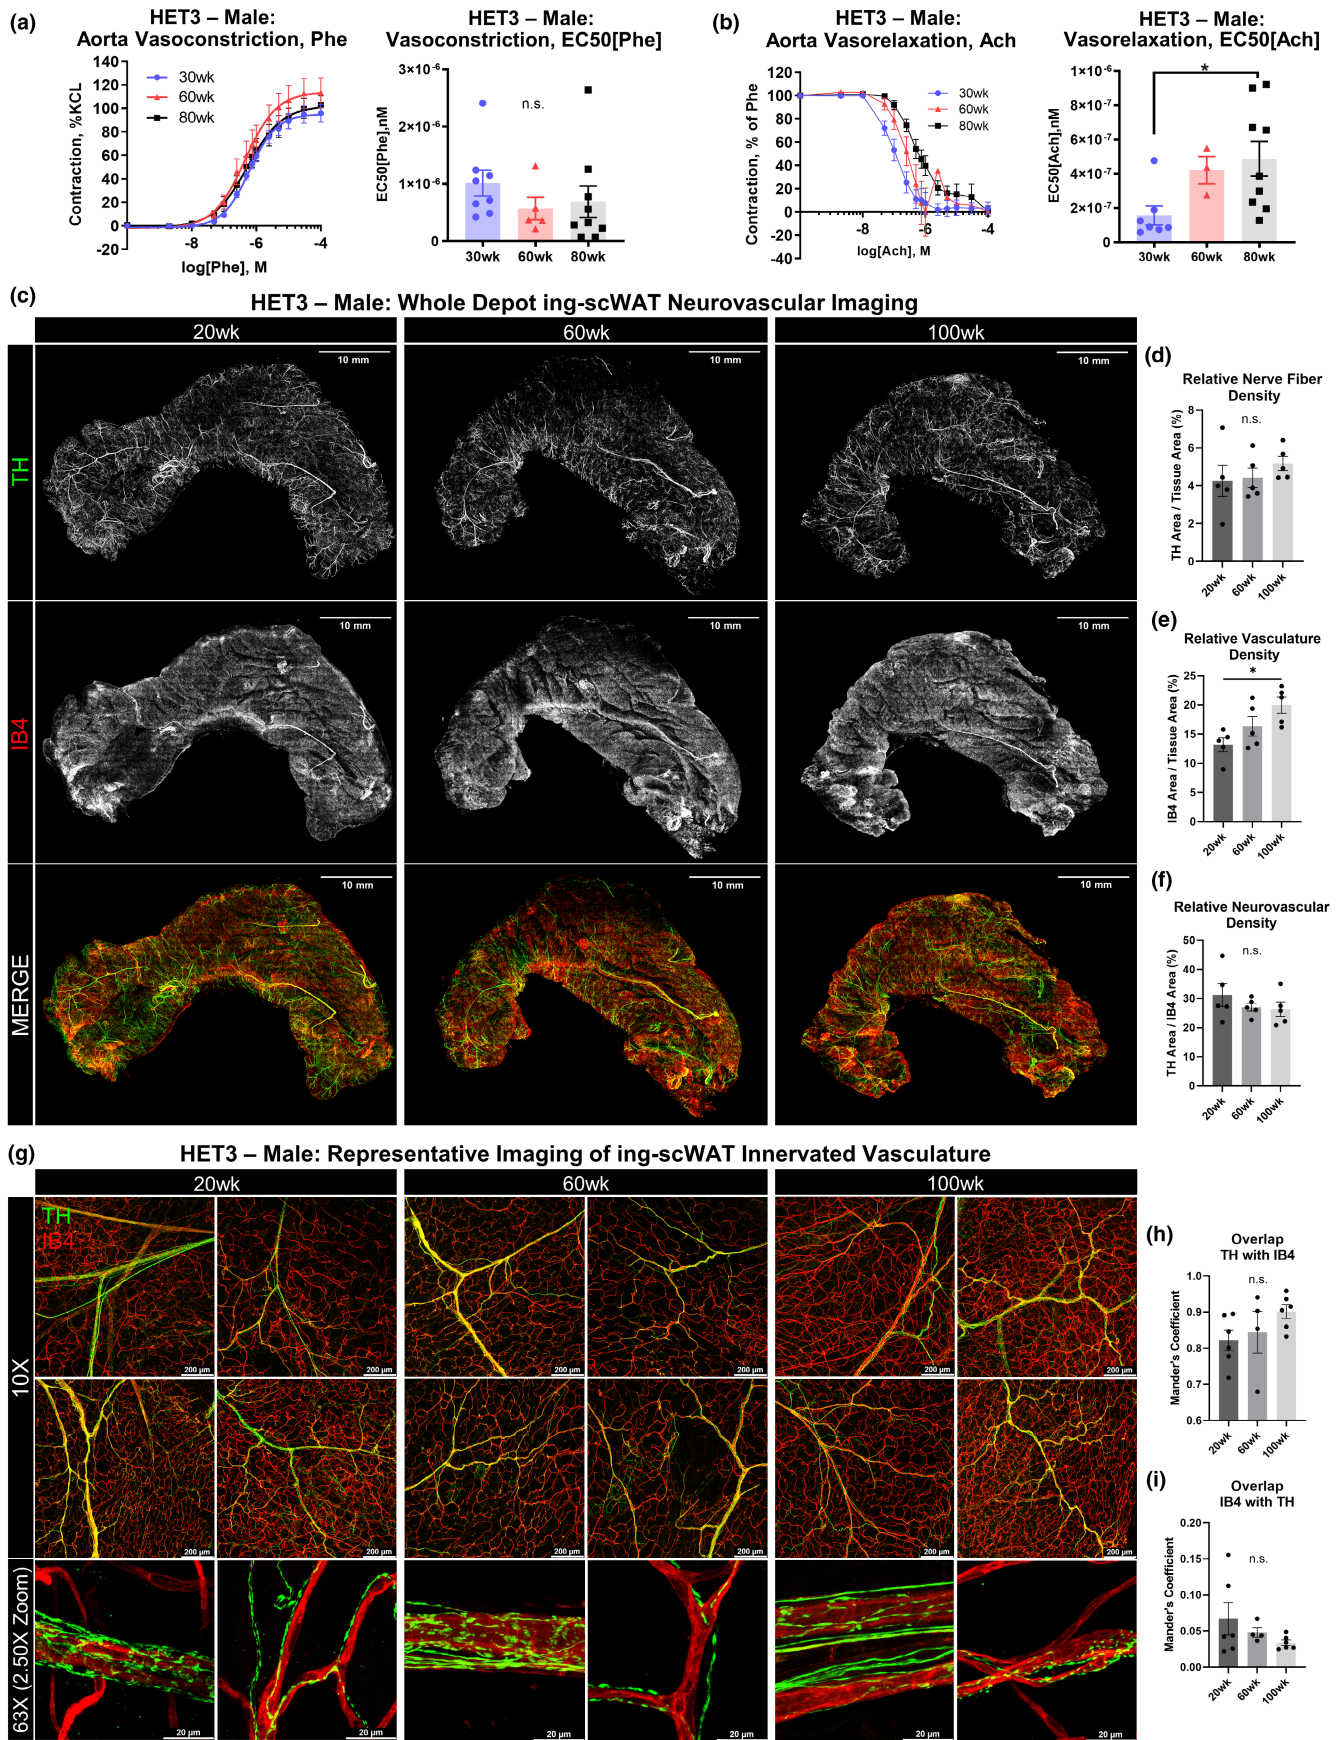 (a)
HET3 – Male:
Aorta Vasoconstriction, Phe
Contraction, %KCL
140
120
100
80
60
40
20
0
-20
30wk
60wk
80wk
-8
-6
-4
log[Phe], M
HET3 – Male:
Vasoconstriction, EC50[Phe]
EC50[Phe],nM
3×10-6
2×10-6
1×10-6
0
n.s.
30wk
60wk
80wk
(b)
HET3 – Male:
Aorta Vasorelaxation, Ach
Contraction, % of Phe
120
100
80
60
40
20
0
-20
-40
30wk
60wk
80wk
-8
-6
-4
log[Ach], M
HET3 – Male:
Vasorelaxation, EC50[Ach]
EC50[Ach],nM
1×10-6
8×10-7
6×10-7
4×10-7
2×10-7
0
*
30wk
60wk
80wk
(c)
HET3 – Male: Whole Depot ing-scWAT Neurovascular Imaging
20wk
60wk
100wk
TH
10 mm
10 mm
10 mm
IB4
10 mm
10 mm
10 mm
MERGE
10 mm
10 mm
10 mm
(d)
Relative Nerve Fiber
Density
TH Area / Tissue Area (%)
8
6
4
2
0
n.s.
20wk
60wk
100wk
(e)
Relative Vasculature
Density
IB4 Area / Tissue Area (%)
25
20
15
10
5
0
*
20wk
60wk
100wk
(f)
Relative Neurovascular
Density
TH Area / IB4 Area (%)
50
40
30
20
10
0
n.s.
20wk
60wk
100wk
(g)
HET3 – Male: Representative Imaging of ing-scWAT Innervated Vasculature
20wk
60wk
100wk
10X
TH
IB4
200 µm
200 µm
200 µm
200 µm
200 µm
200 µm
200 µm
200 µm
200 µm
200 µm
200 µm
200 µm
63X (2.50X Zoom)
20 µm
20 µm
20 µm
20 µm
20 µm
20 µm
(h)
Overlap
TH with IB4
Mander's Coefficient
1.0
0.9
0.8
0.7
0.6
n.s.
20wk
60wk
100wk
(i)
Overlap
IB4 with TH
Mander's Coefficient
0.20
0.15
0.10
0.05
0.00
n.s.
20wk
60wk
100wk